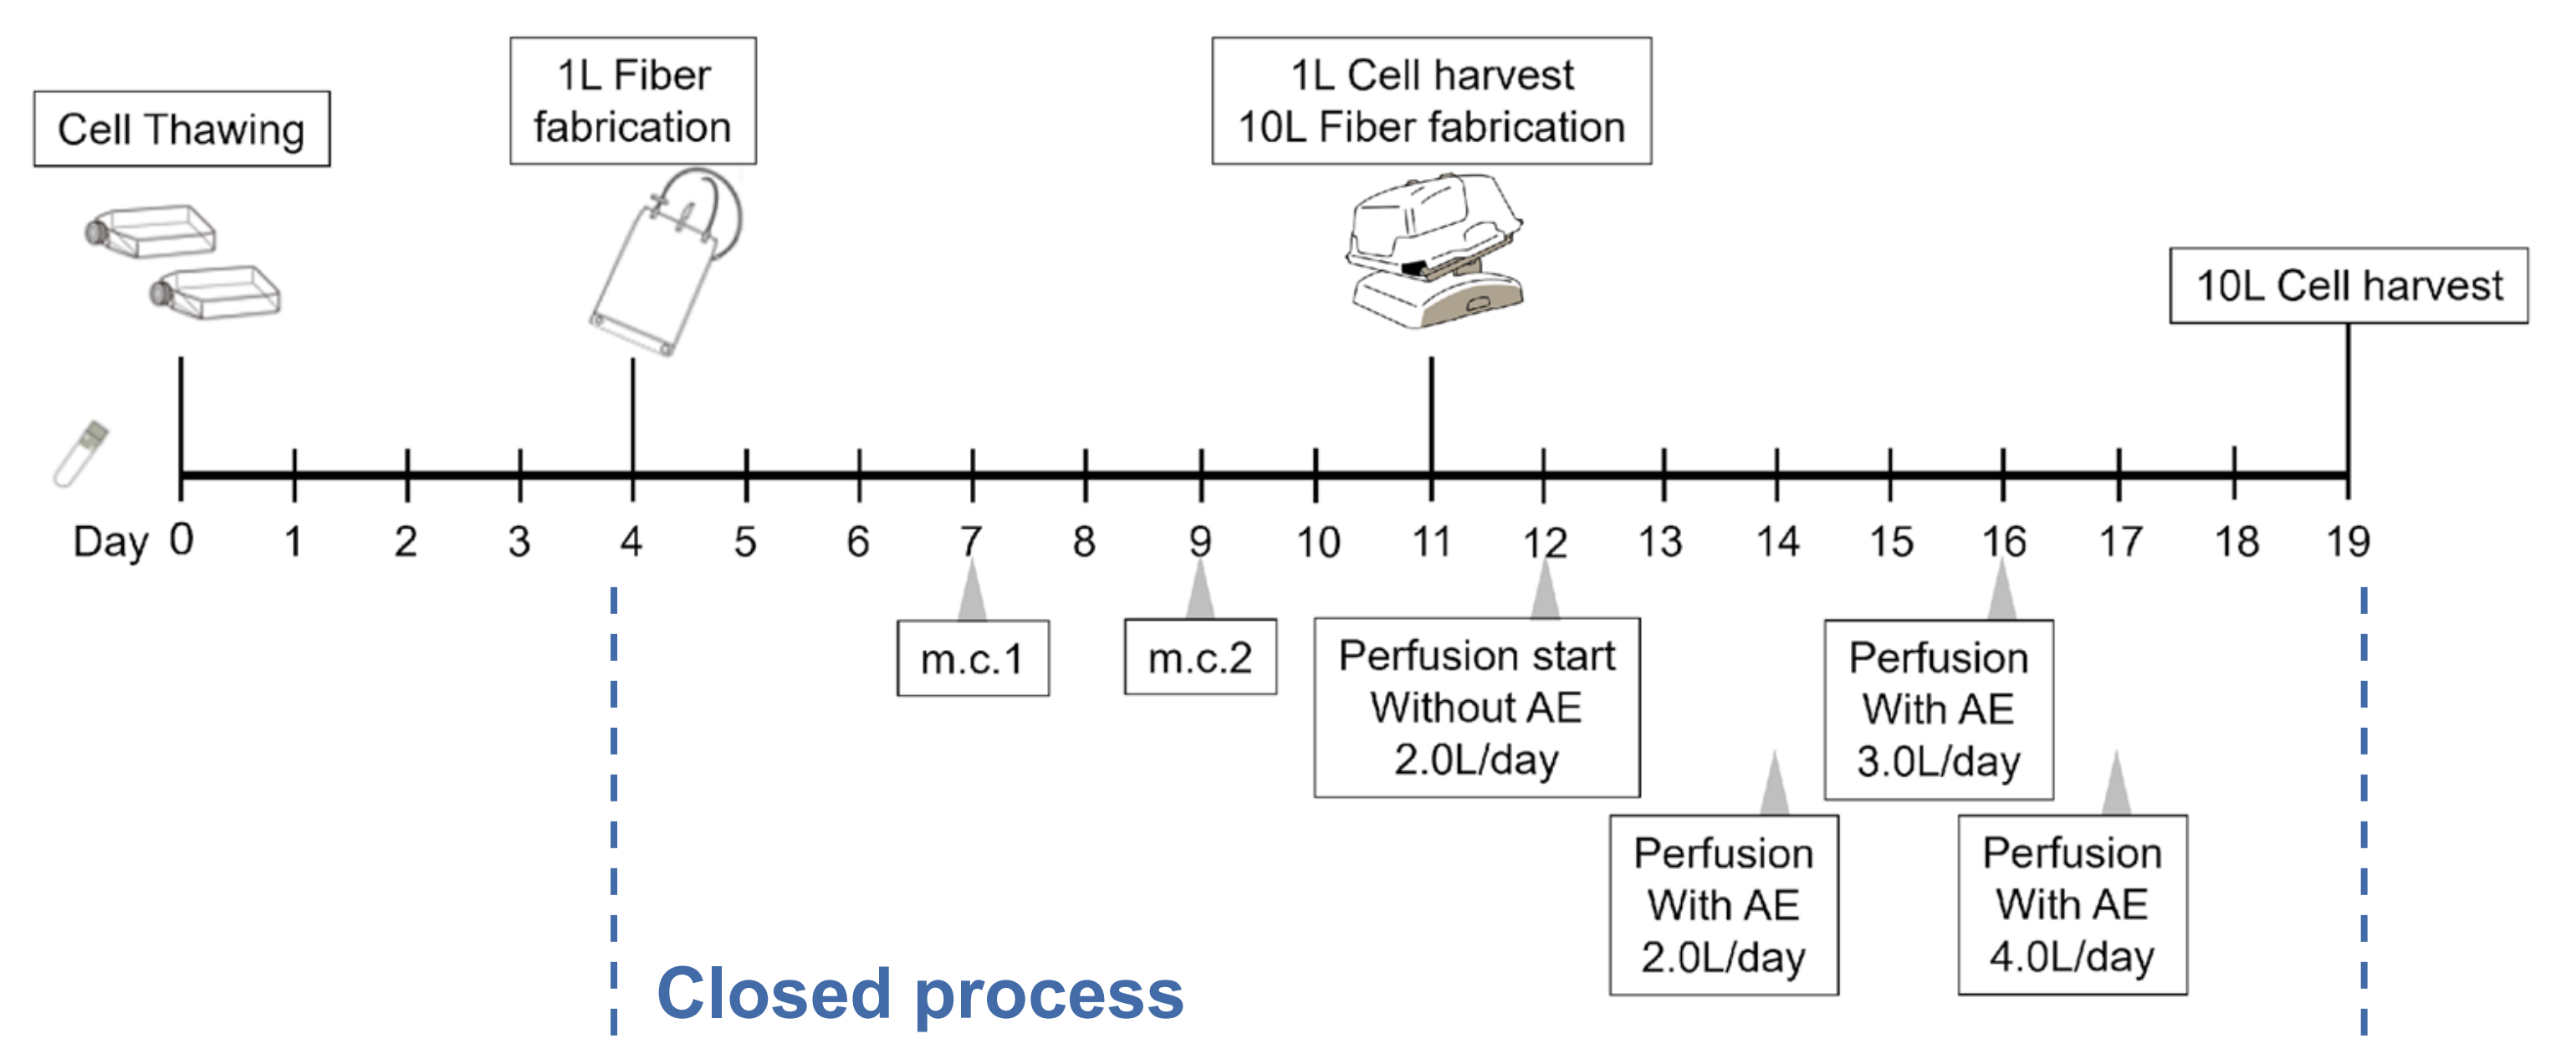 Cell Thawing
1L Fiber
fabrication
1L Cell harvest
10L Fiber fabrication
10L Cell harvest
Day 0 1 2 3 4 5 6 7 8 9 10 11 12 13 14 15 16 17 18 19
m.c.1
m.c.2
Perfusion start
Without AE
2.0L/day
Perfusion
With AE
2.0L/day
Perfusion
With AE
3.0L/day
Perfusion
With AE
4.0L/day
Closed process